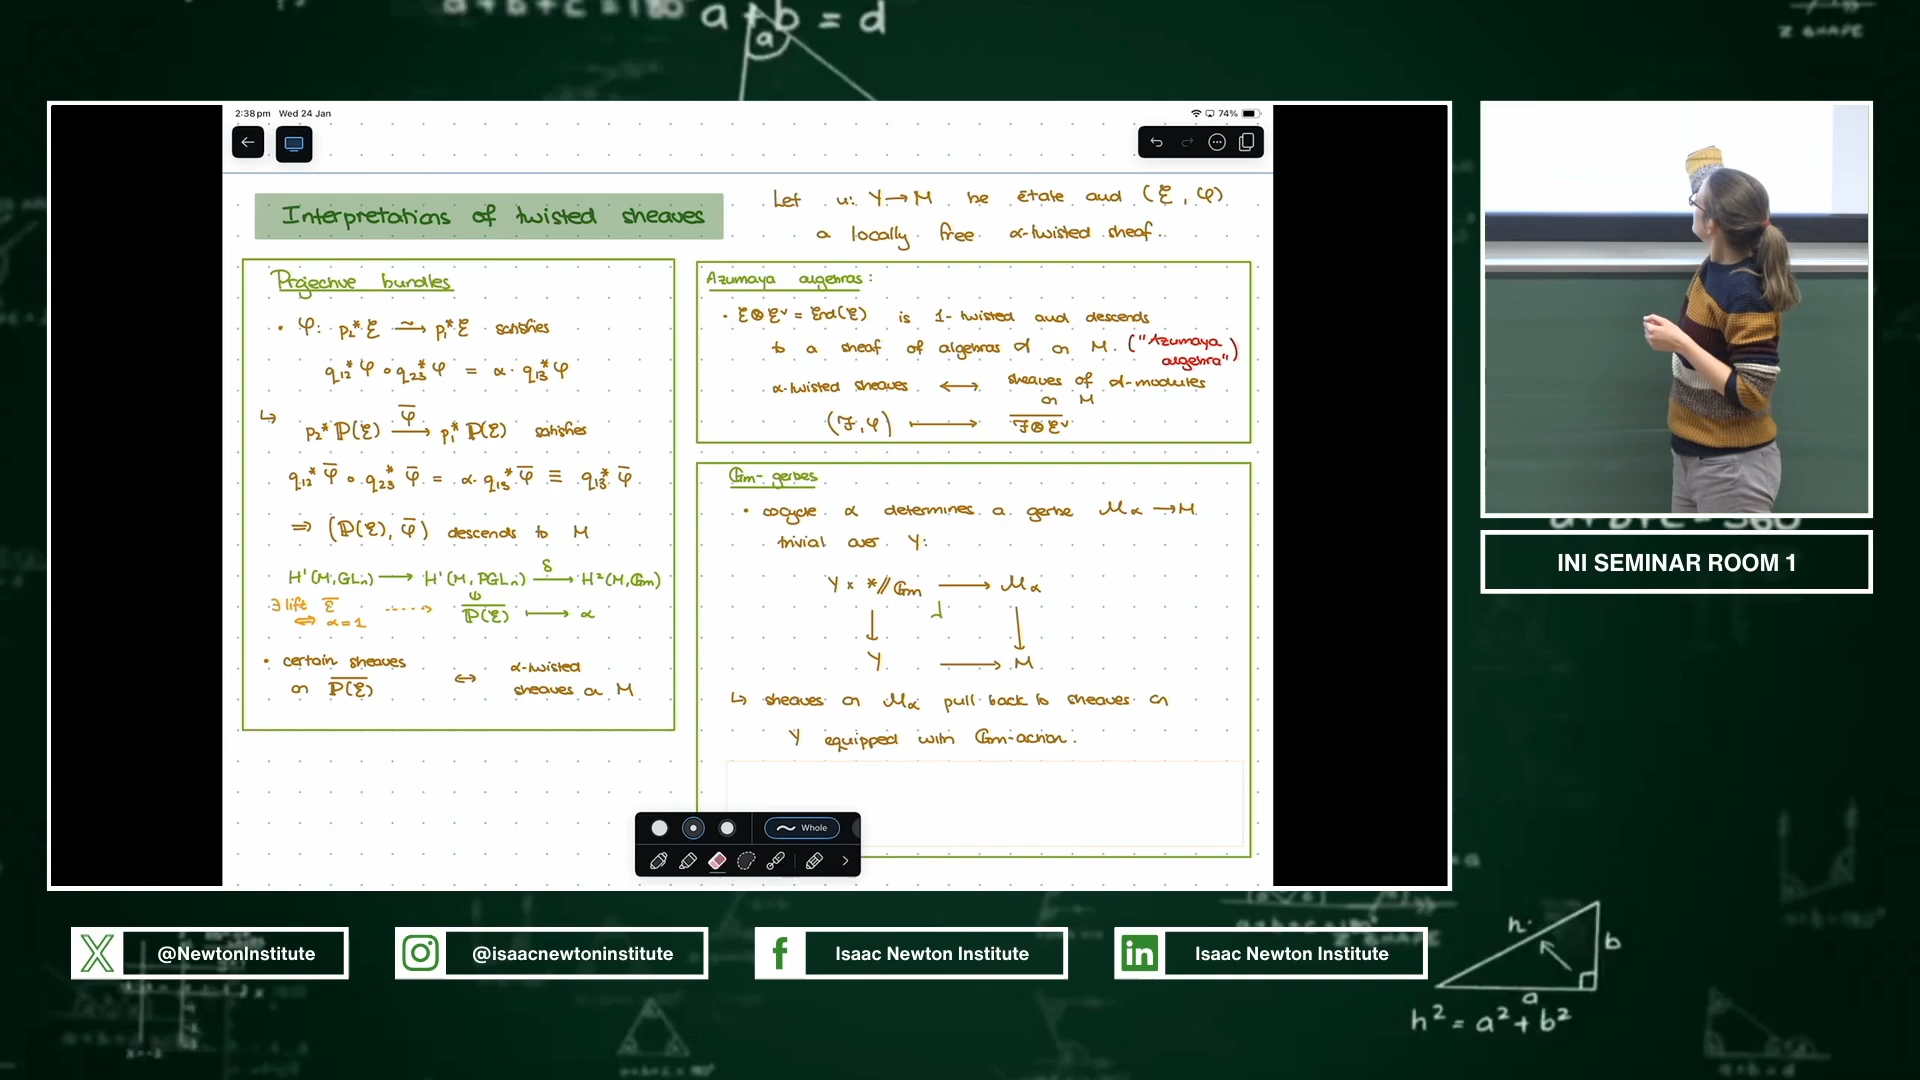 a + b + c = 180°
a + b = d
a
Z SHAPE
2:38 pm Wed 24 Jan
74%
Interpretations of twisted sheaves
Let u: Y → M be étale and (ℰ, φ)
a locally free α-twisted sheaf.
Projective bundles
• φ: p₂*ℰ ⥲ p₁*ℰ satisfies
q₁₂*φ ∘ q₂₃*φ = α · q₁₃*φ
↳ p₂*ℙ(ℰ) —φ̅→ p₁*ℙ(ℰ) satisfies
q₁₂*φ̅ ∘ q₂₃*φ̅ = α · q₁₃*φ̅ ≡ q₁₃*φ̅
⇒ (ℙ(ℰ), φ̅) descends to M
H¹(M, GLₙ) → H¹(M, PGLₙ) —δ→ H²(M, 𝔾m)
∃ lift ℰ̅
⇔ α = 1
ℙ(ℰ) ↦ α
• certain sheaves ↔ α-twisted
on ℙ(ℰ) sheaves on M
Azumaya algebras:
• ℰ⊗ℰ^∨ = End(ℰ) is 1-twisted and descends
to a sheaf of algebras 𝒜 on M. ("Azumaya
algebra")
α-twisted sheaves ↔ sheaves of 𝒜-modules
on M
(ℱ, φ) ↦ ℱ⊗ℰ^∨
𝔾m-gerbes
• cocycle α determines a gerbe ℳα → M
trivial over Y:
Y × *//𝔾m → ℳα
↓ ↓
Y → M
↳ sheaves on ℳα pull back to sheaves on
Y equipped with 𝔾m-action.
Whole
INI SEMINAR ROOM 1
@NewtonInstitute
@isaacnewtoninstitute
f
Isaac Newton Institute
in
Isaac Newton Institute
h
b
a
h² = a² + b²